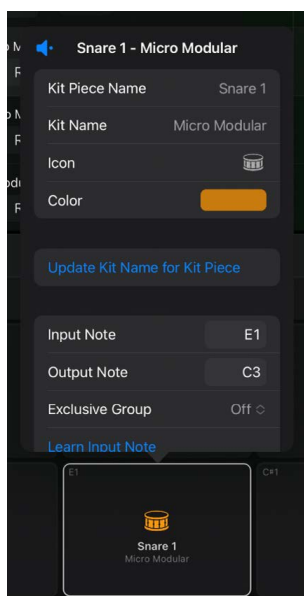 Snare 1 - Micro Modular
Kit Piece Name Snare 1
Kit Name Micro Modular
Icon
Color
Update Kit Name for Kit Piece
Input Note E1
Output Note C3
Exclusive Group Off
Learn Input Note
E1 C#1
Snare 1
Micro Modular